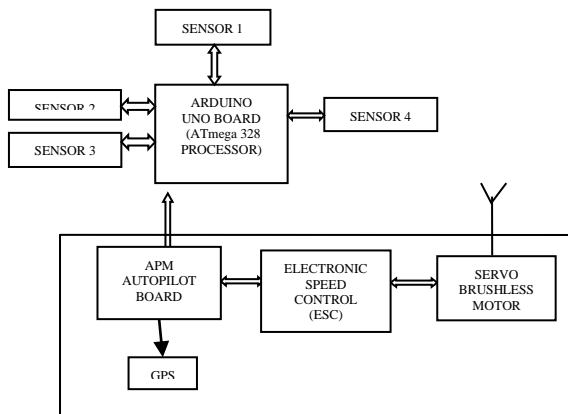 SENSOR 1
SENSOR 2
SENSOR 3
ARDUINO
UNO BOARD
(ATmega 328
PROCESSOR)
SENSOR 4
APM
AUTOPILOT
BOARD
ELECTRONIC
SPEED
CONTROL
(ESC)
SERVO
BRUSHLESS
MOTOR
GPS